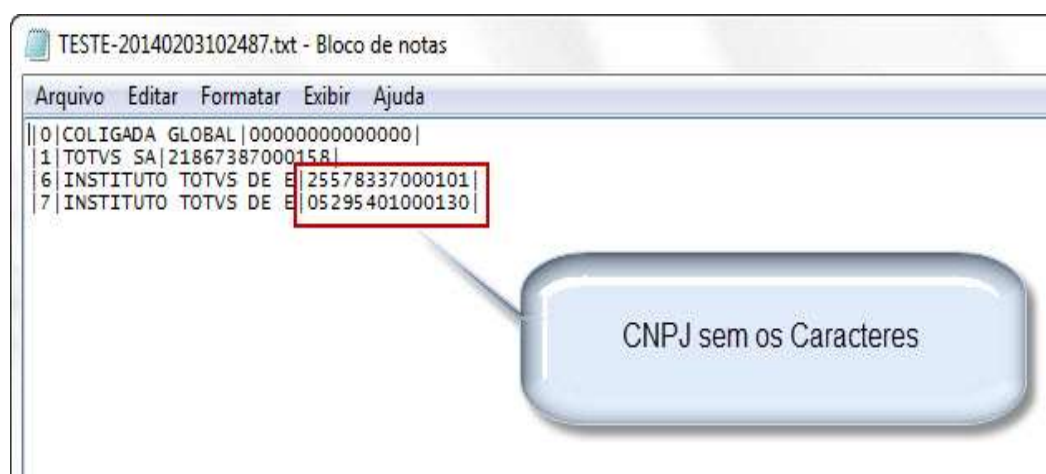 TESTE-20140203102487.txt - Bloco de notas
Arquivo Editar Formatar Exibir Ajuda
|0|COLIGADA GLOBAL|00000000000000|
|1|TOTVS SA|21867387000158|
|6|INSTITUTO TOTVS DE E|25578337000101|
|7|INSTITUTO TOTVS DE E|05295401000130|
CNPJ sem os Caracteres